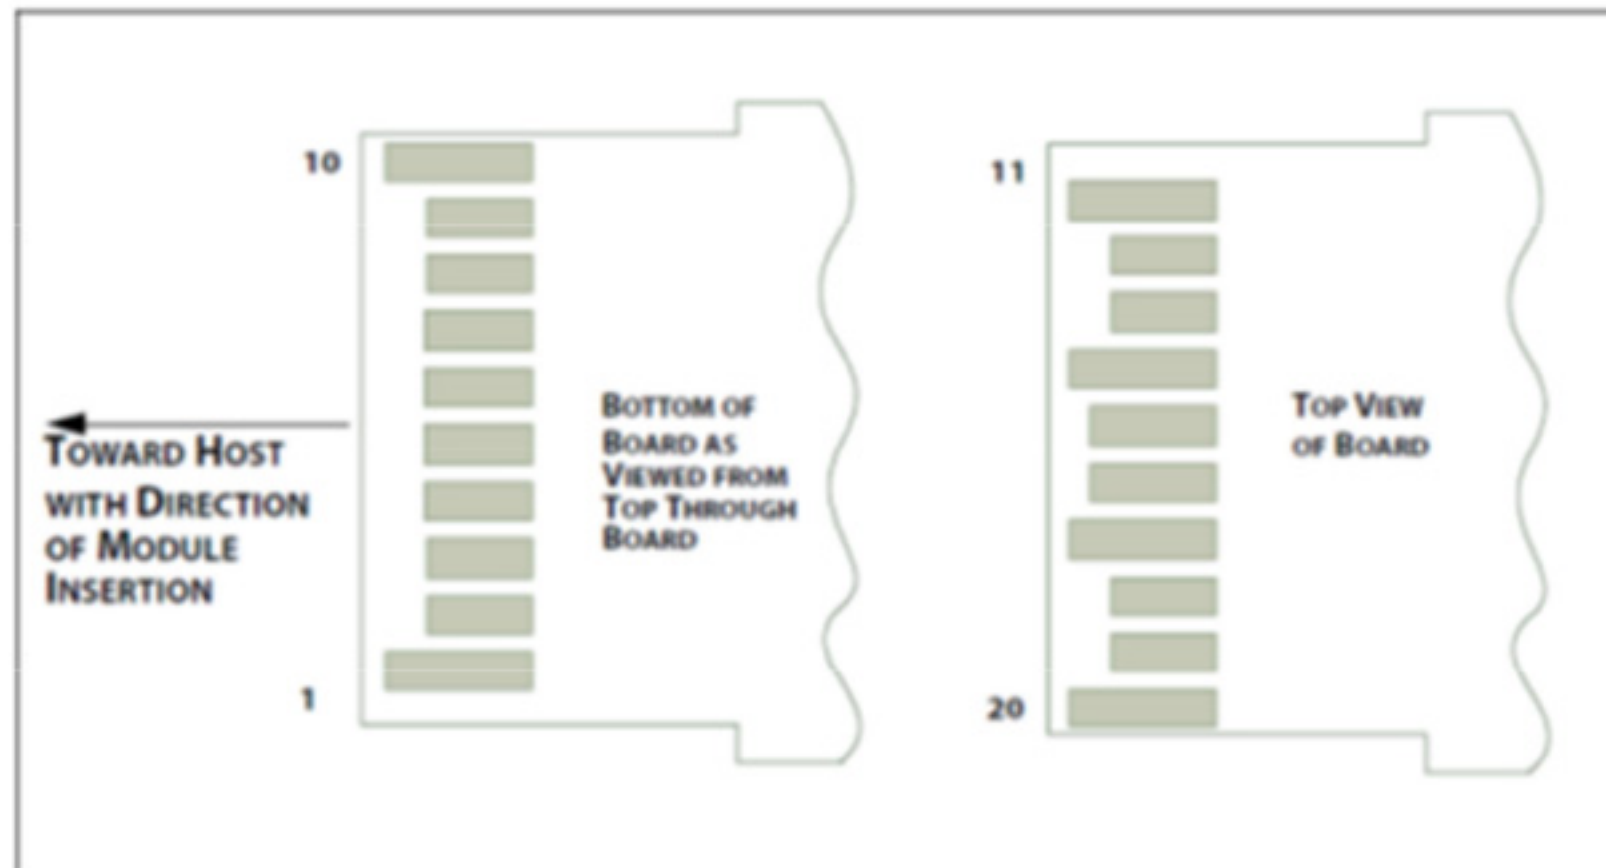 10
1
TOWARD HOST
WITH DIRECTION
OF MODULE
INSERTION
BOTTOM OF
BOARD AS
VIEWED FROM
TOP THROUGH
BOARD
11
20
TOP VIEW
OF BOARD